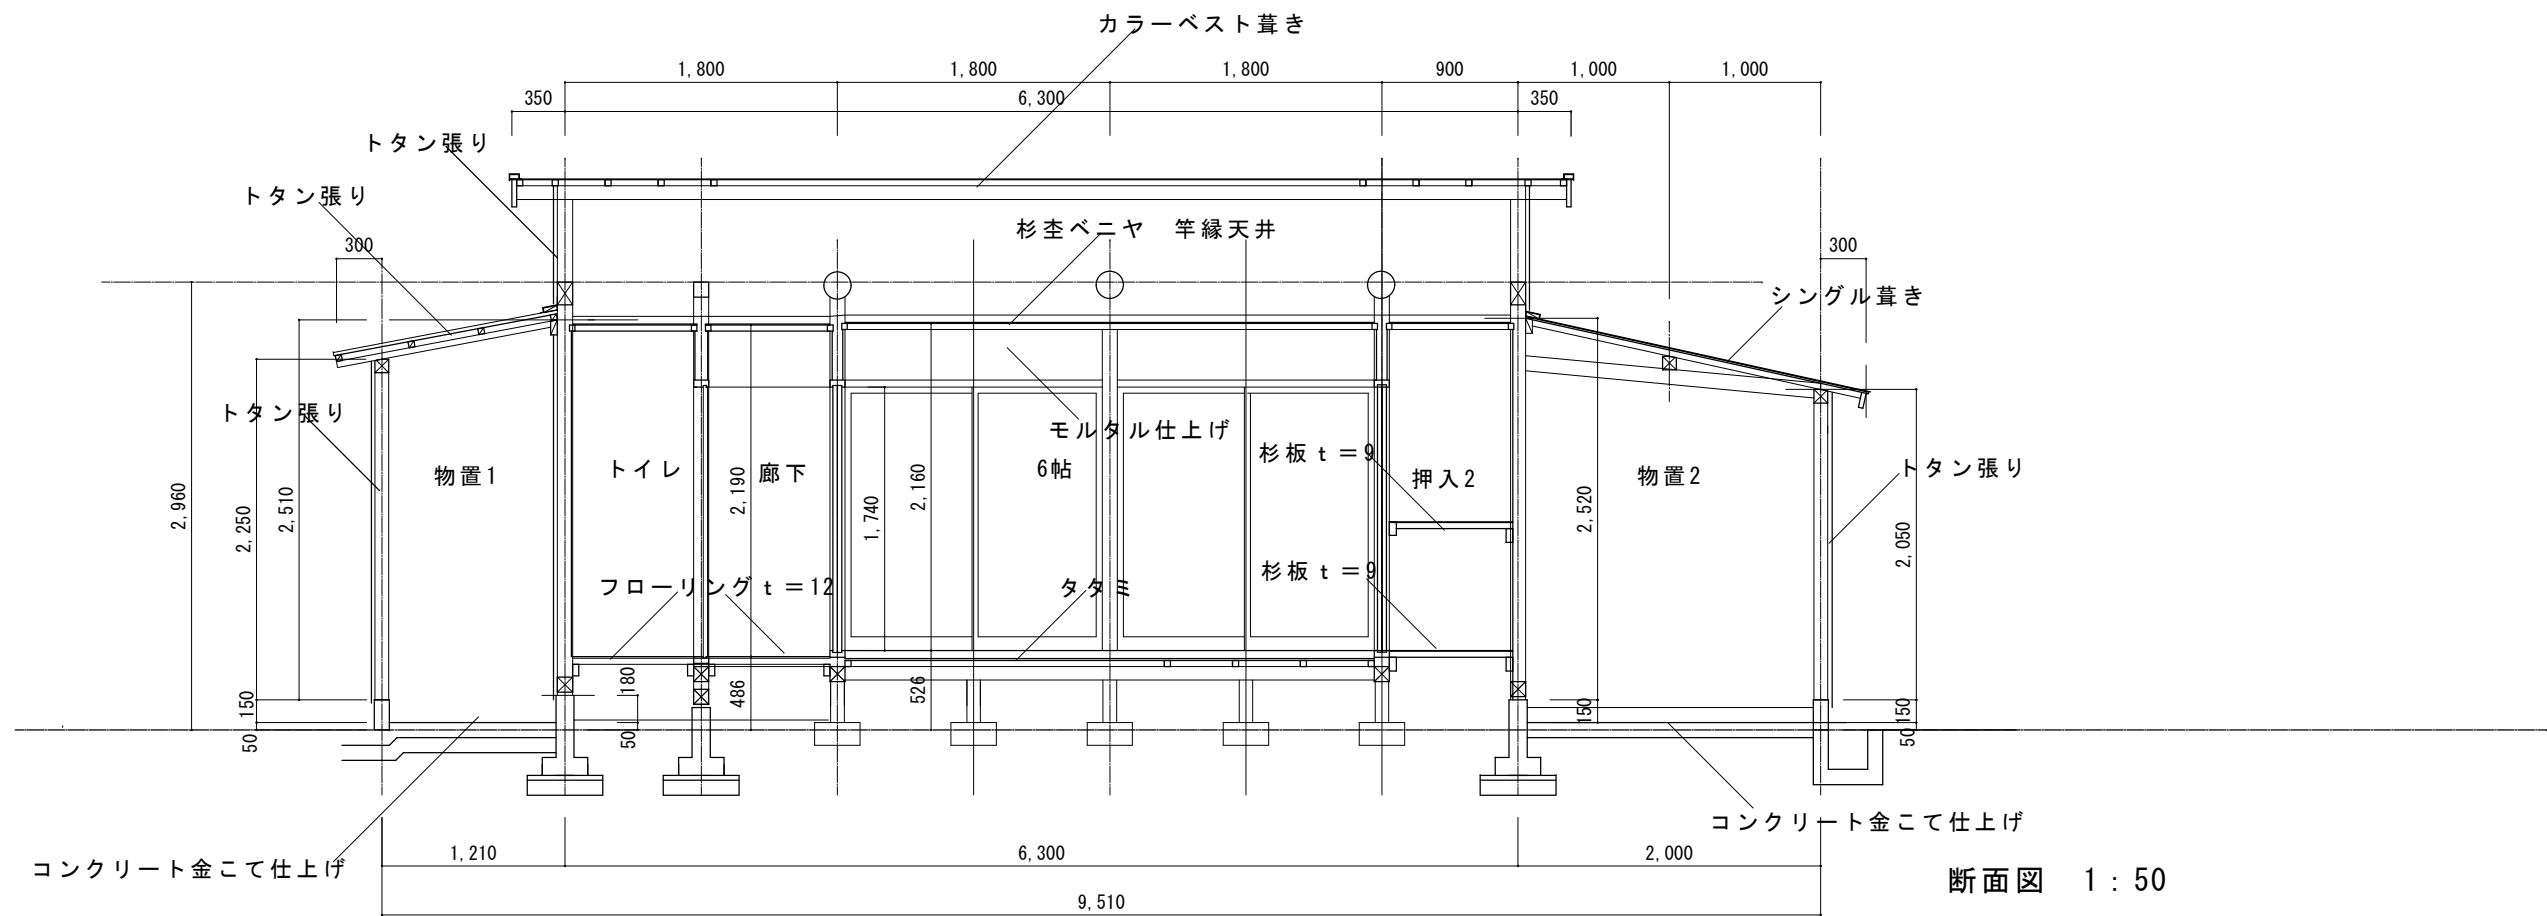 カラーベスト葺き
1,800
1,800
1,800
900
1,000
1,000
350
6,300
350
トタン張り
トタン張り
杉杢ベニヤ　竿縁天井
300
300
シングル葺き
トタン張り
モルタル仕上げ
杉板ｔ＝9
物置1
トイレ
廊下
6帖
押入2
物置2
トタン張り
2,960
2,250
2,510
2,190
1,740
2,160
2,520
2,050
フローリングｔ＝12
タタミ
杉板ｔ＝9
150
50
180
50
486
526
150
150
50
コンクリート金こて仕上げ
コンクリート金こて仕上げ
1,210
6,300
2,000
9,510
断面図　1：50